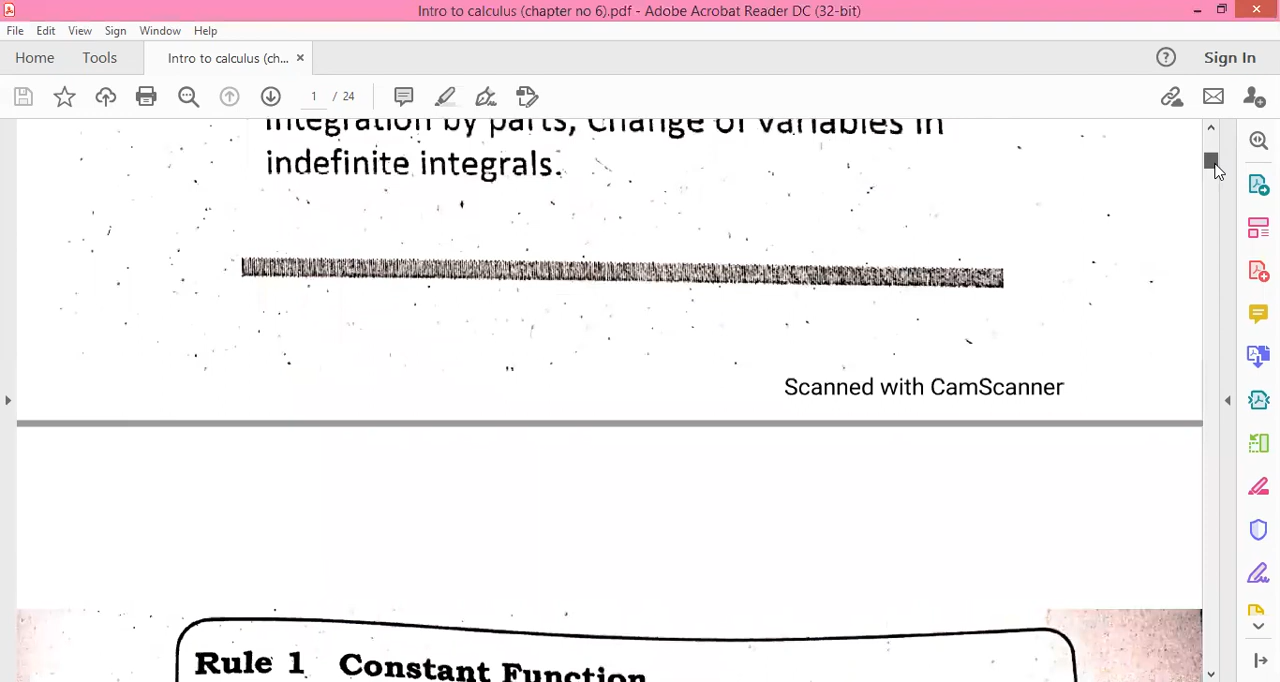 Intro to calculus (chapter no 6).pdf - Adobe Acrobat Reader DC (32-bit)
File Edit View Sign Window Help
Home Tools Intro to calculus (ch... × Sign In
1 / 24
integration by parts, Change of variables in
indefinite integrals.
Scanned with CamScanner
Rule 1 Constant Function